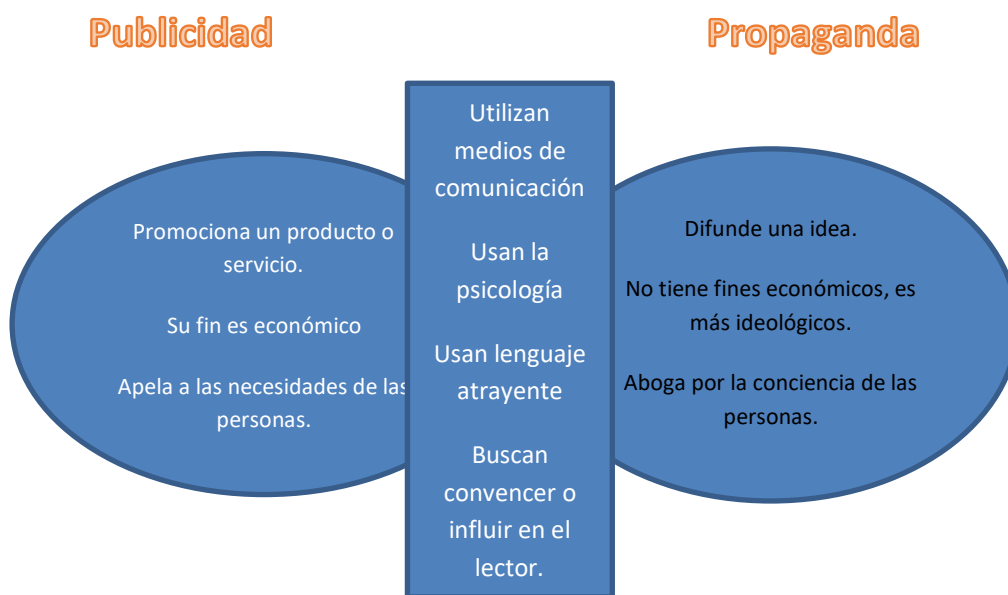 Publicidad
Propaganda
Promociona un producto o
servicio.
Su fin es económico
Apela a las necesidades de las
personas.
Utilizan
medios de
comunicación
Usan la
psicología
Usan lenguaje
atrayente
Buscan
convencer o
influir en el
lector.
Difunde una idea.
No tiene fines económicos, es
más ideológicos.
Aboga por la conciencia de las
personas.